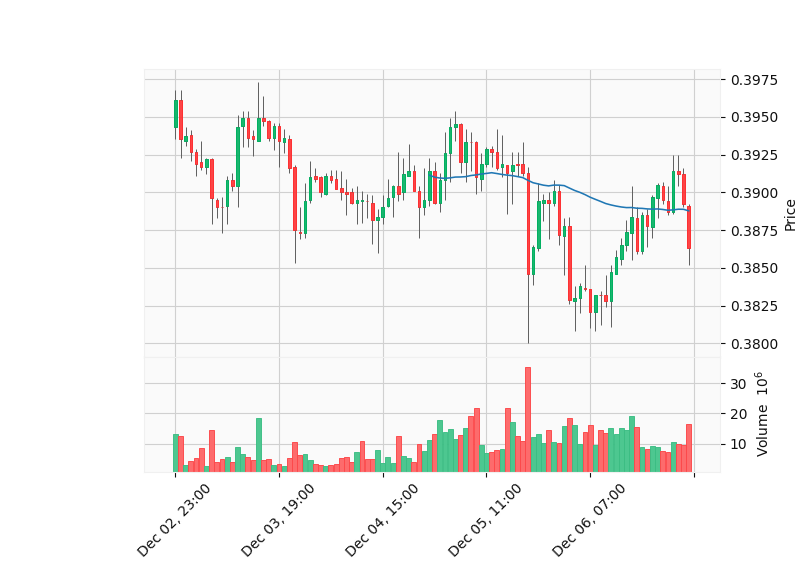 0.3975
0.3950
0.3925
0.3900
0.3875
0.3850
0.3825
0.3800
Price
30
20
10
Volume 10^6
Dec 02, 23:00
Dec 03, 19:00
Dec 04, 15:00
Dec 05, 11:00
Dec 06, 07:00